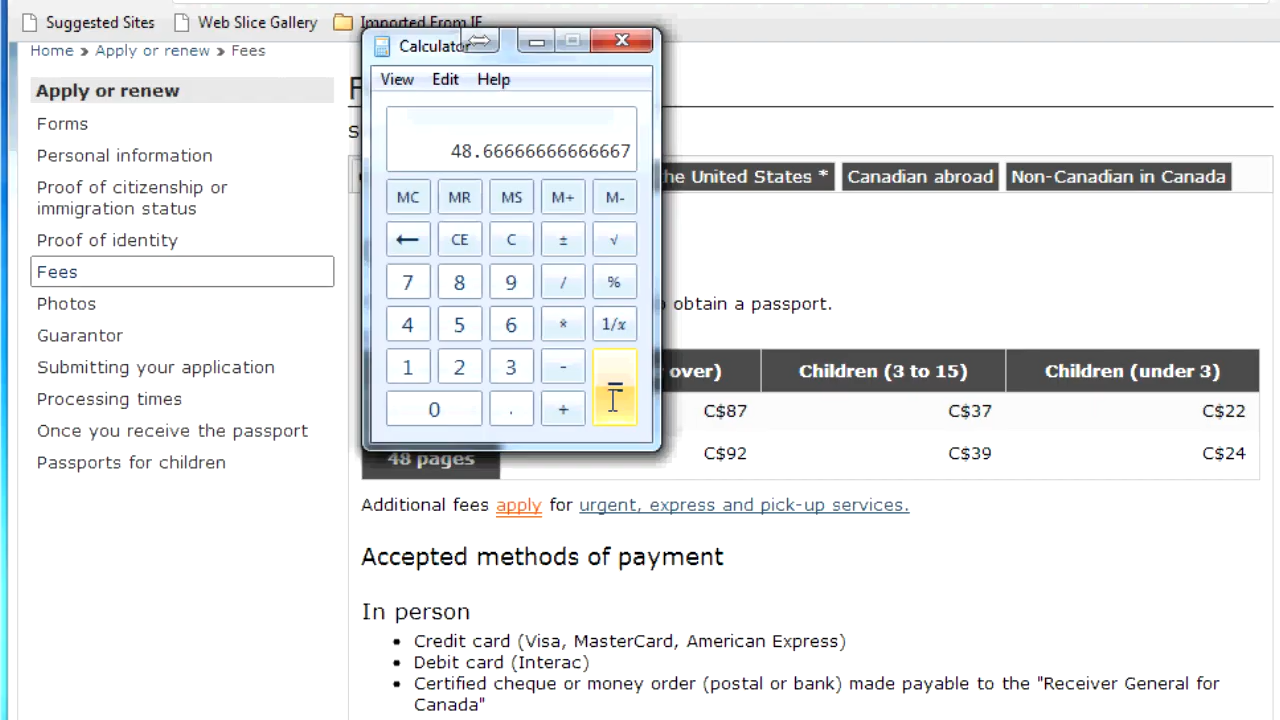 Suggested Sites Web Slice Gallery Imported From IE
Home » Apply or renew » Fees
Apply or renew
Forms
Personal information
Proof of citizenship or
immigration status
Proof of identity
Fees
Photos
Guarantor
Submitting your application
Processing times
Once you receive the passport
Passports for children
Calculator
View Edit Help
48.66666666666667
MC MR MS M+ M-
← CE C ± √
7 8 9 / %
4 5 6 * 1/x
1 2 3 - =
0 . +
the United States * Canadian abroad Non-Canadian in Canada
obtain a passport.
over) Children (3 to 15) Children (under 3)
C$87 C$37 C$22
48 pages C$92 C$39 C$24
Additional fees apply for urgent, express and pick-up services.
Accepted methods of payment
In person
• Credit card (Visa, MasterCard, American Express)
• Debit card (Interac)
• Certified cheque or money order (postal or bank) made payable to the "Receiver General for
Canada"